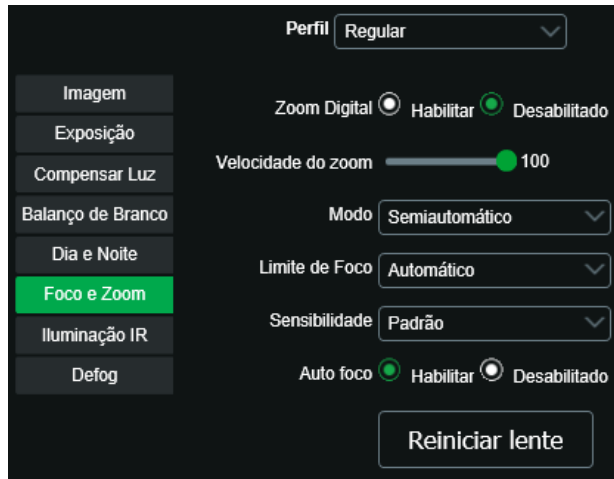 Perfil Regular
Imagem
Exposição
Compensar Luz
Balanço de Branco
Dia e Noite
Foco e Zoom
Iluminação IR
Defog
Zoom Digital Habilitar Desabilitado
Velocidade do zoom 100
Modo Semiautomático
Limite de Foco Automático
Sensibilidade Padrão
Auto foco Habilitar Desabilitado
Reiniciar lente